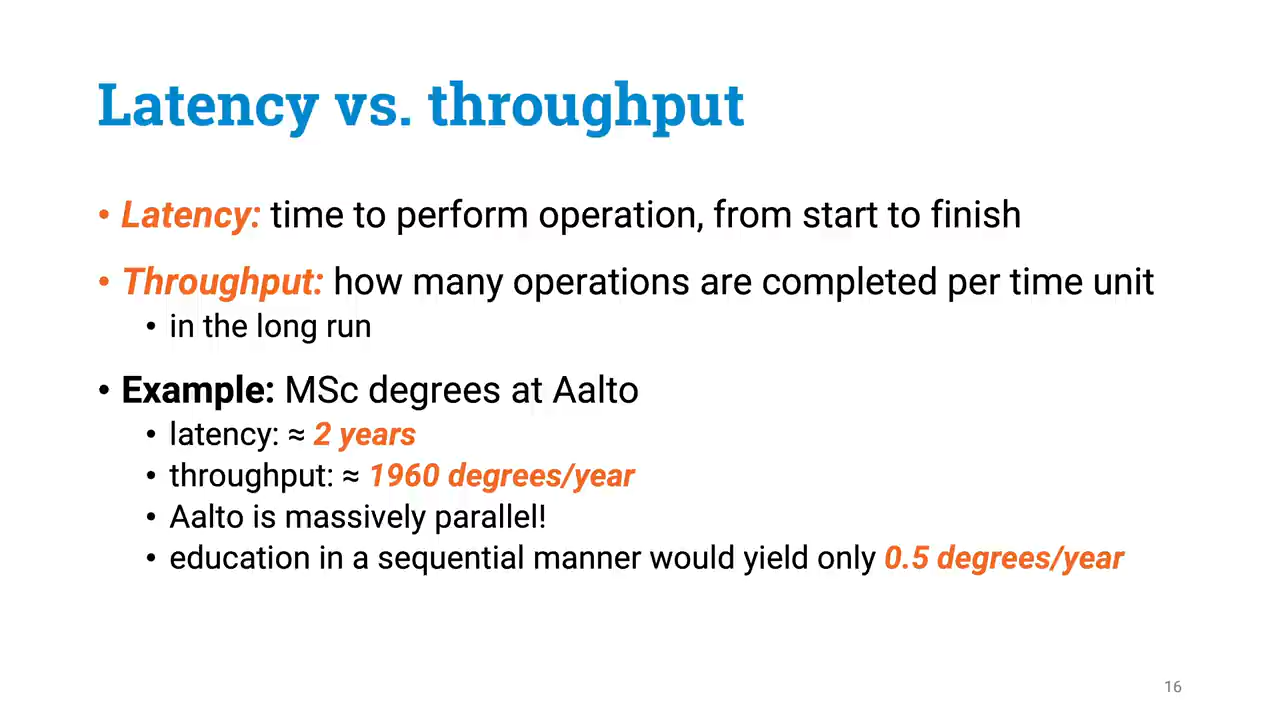 Latency vs. throughput
• Latency: time to perform operation, from start to finish
• Throughput: how many operations are completed per time unit
• in the long run
• Example: MSc degrees at Aalto
• latency: ≈ 2 years
• throughput: ≈ 1960 degrees/year
• Aalto is massively parallel!
• education in a sequential manner would yield only 0.5 degrees/year
16